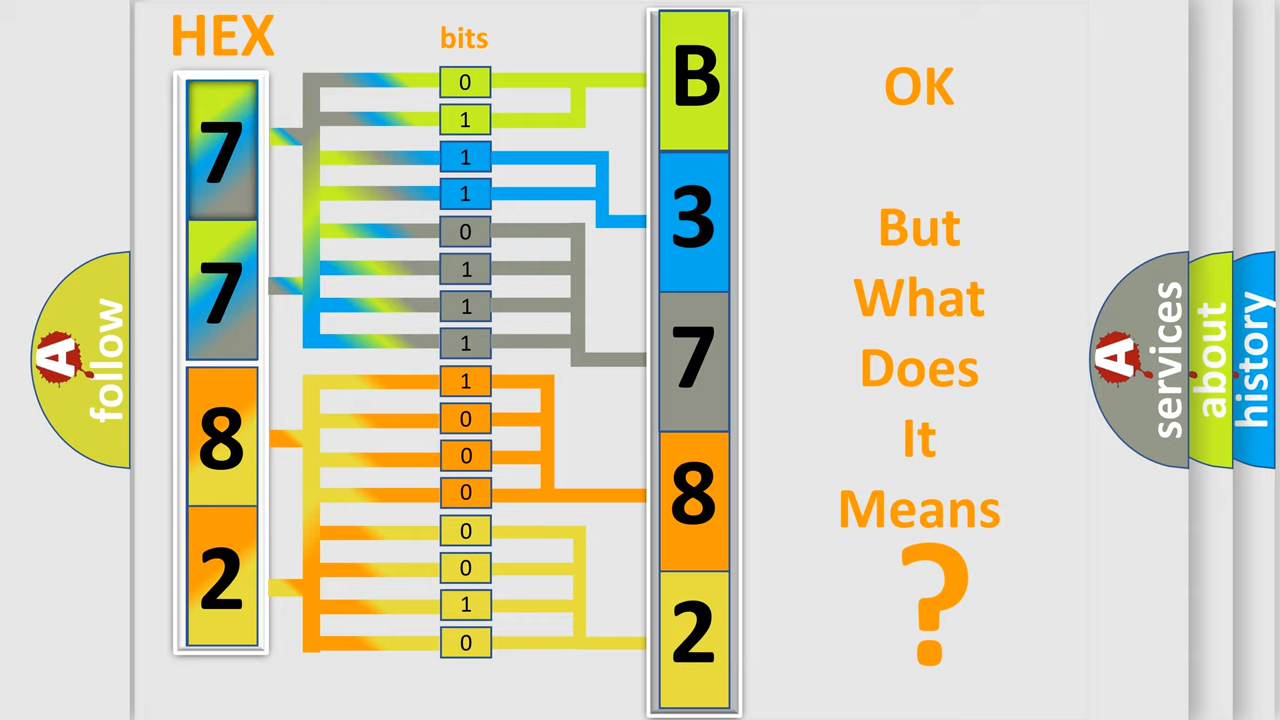 HEX
bits
7
7
8
2
0
1
1
1
0
1
1
1
1
0
0
0
0
0
1
0
B
3
7
8
2
OK
But
What
Does
It
Means
?
A
follow
A
services
about
history